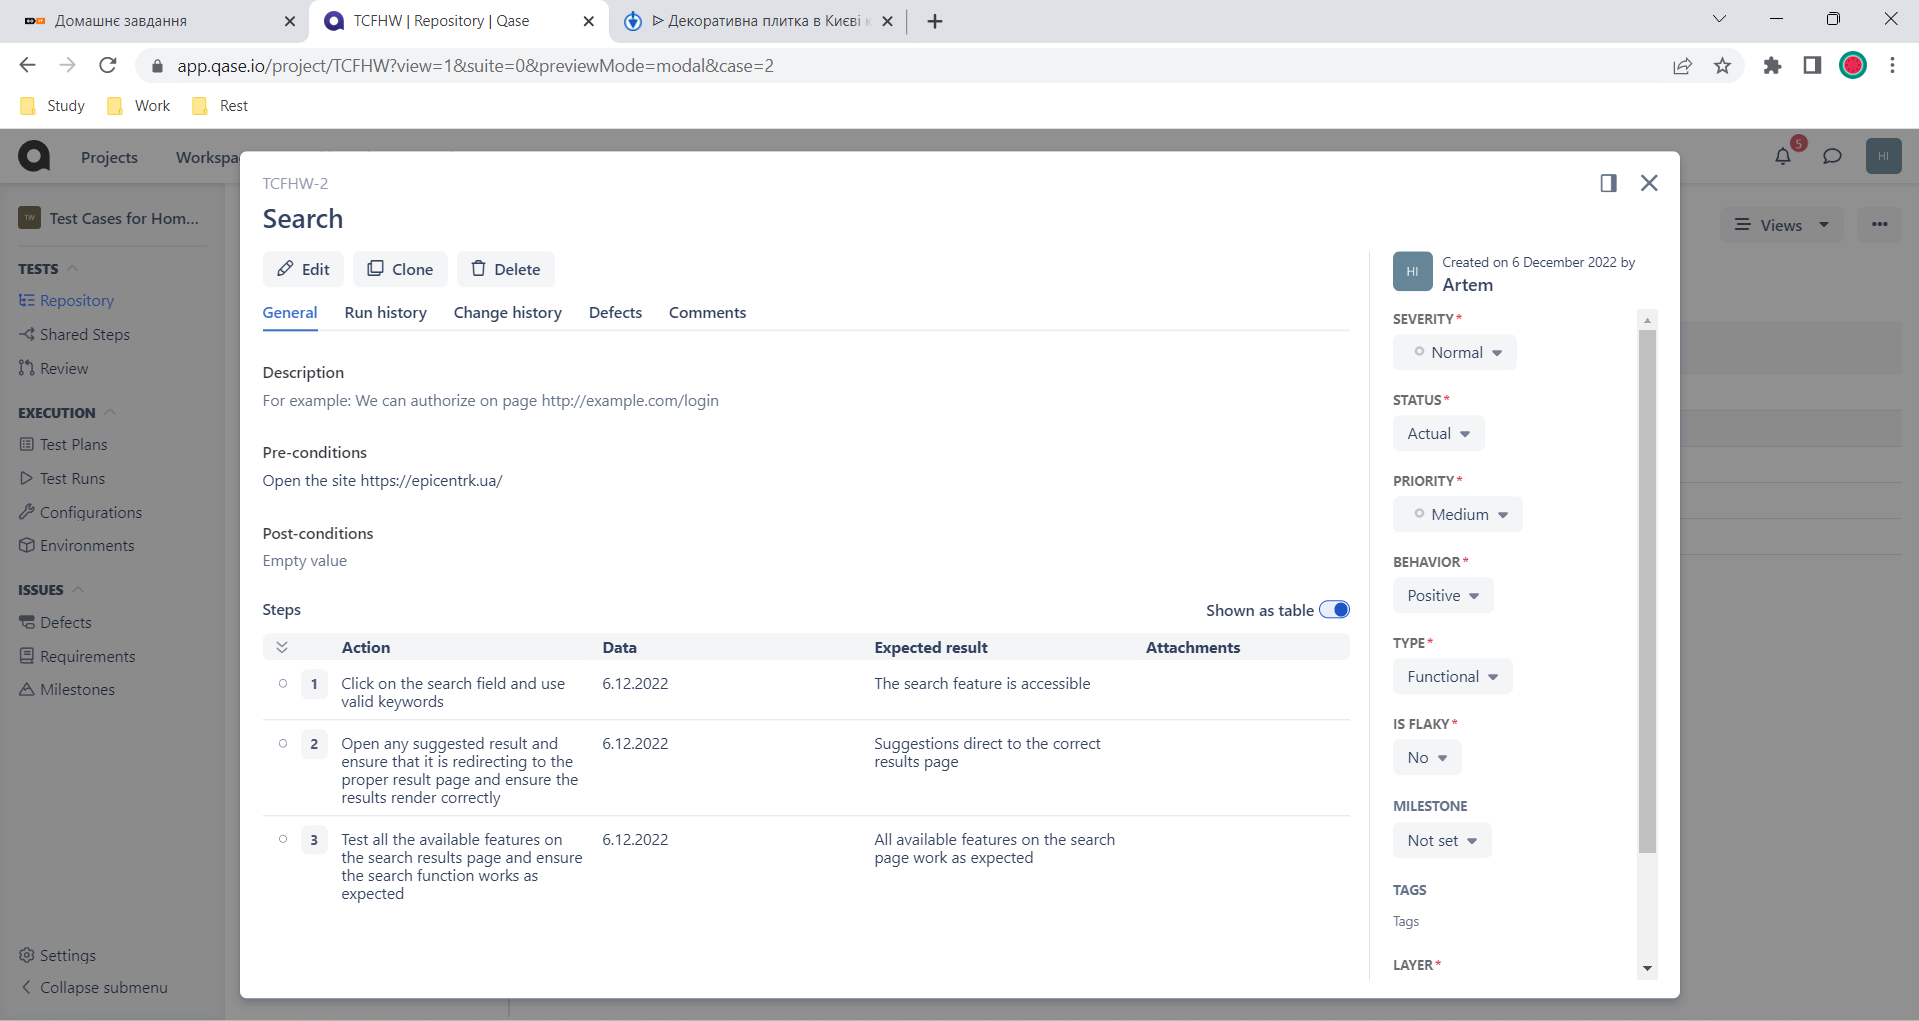 Домашнє завдання
TCFHW | Repository | Qase
Декоративна плитка в Києві
app.qase.io/project/TCFHW?view=1&suite=0&previewMode=modal&case=2
Study
Work
Rest
Projects
Workspa
5
HI
TW
Test Cases for Hom...
TESTS
Repository
Shared Steps
Review
EXECUTION
Test Plans
Test Runs
Configurations
Environments
ISSUES
Defects
Requirements
Milestones
Settings
Collapse submenu
Views
TCFHW-2
Search
Edit
Clone
Delete
General
Run history
Change history
Defects
Comments
Description
For example: We can authorize on page http://example.com/login
Pre-conditions
Open the site https://epicentrk.ua/
Post-conditions
Empty value
Steps
Shown as table
Action
Data
Expected result
Attachments
1
Click on the search field and use
valid keywords
6.12.2022
The search feature is accessible
2
Open any suggested result and
ensure that it is redirecting to the
proper result page and ensure the
results render correctly
6.12.2022
Suggestions direct to the correct
results page
3
Test all the available features on
the search results page and ensure
the search function works as
expected
6.12.2022
All available features on the search
page work as expected
HI
Created on 6 December 2022 by
Artem
SEVERITY*
Normal
STATUS*
Actual
PRIORITY*
Medium
BEHAVIOR*
Positive
TYPE*
Functional
IS FLAKY*
No
MILESTONE
Not set
TAGS
Tags
LAYER*